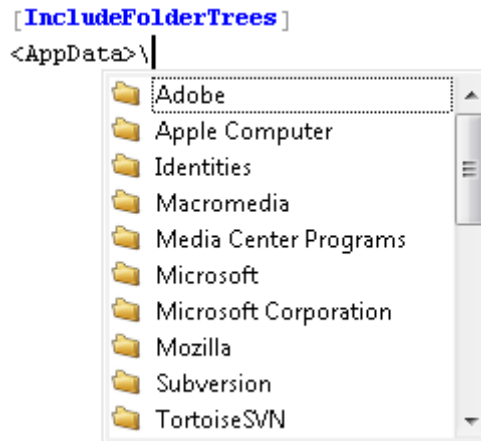 [IncludeFolderTrees]
<AppData>\
Adobe
Apple Computer
Identities
Macromedia
Media Center Programs
Microsoft
Microsoft Corporation
Mozilla
Subversion
TortoiseSVN